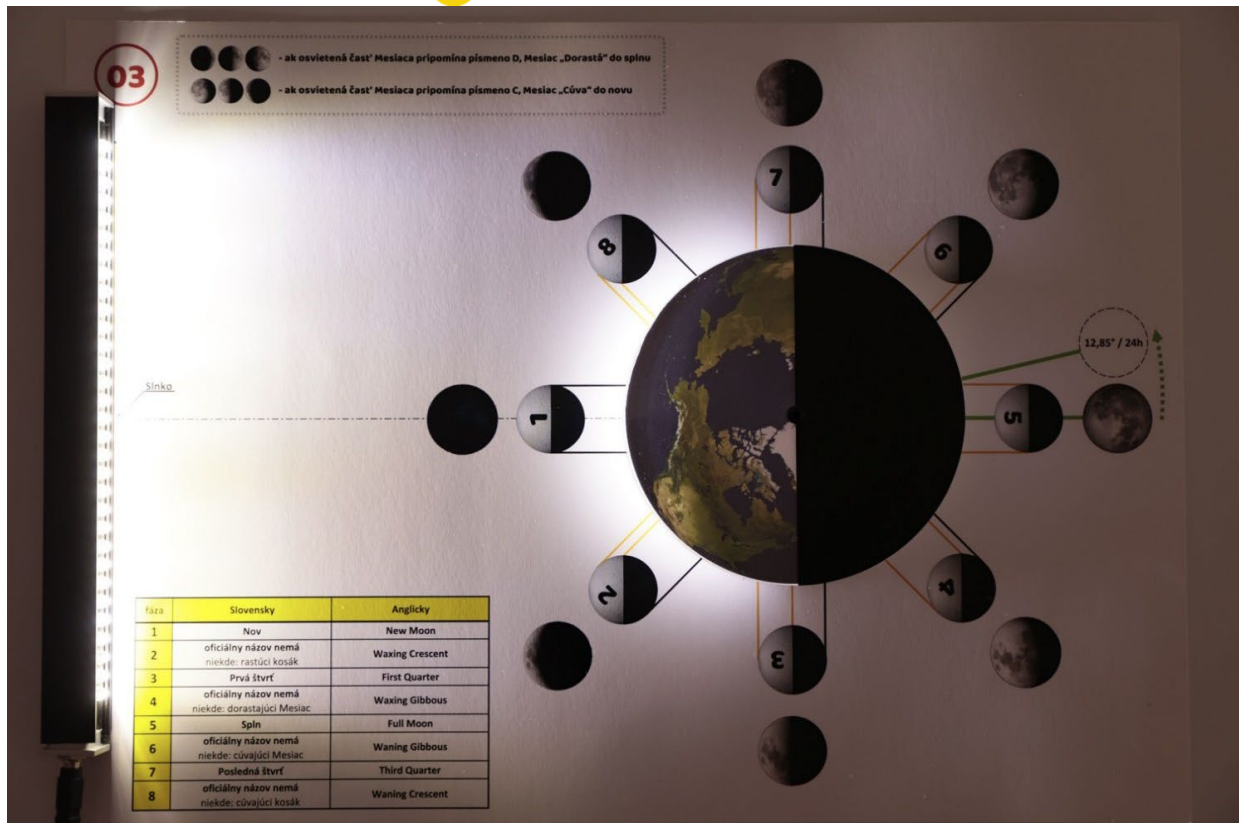 03
- ak osvietená časť Mesiaca pripomína písmeno D, Mesiac „Dorastá" do splnu
- ak osvietená časť Mesiaca pripomína písmeno C, Mesiac „Cúva" do novu
7
8
6
12,85° / 24h
Slnko
1
5
2
4
3
fáza Slovensky Anglicky
1 Nov New Moon
2 oficiálny názov nemá Waxing Crescent
niekde: rastúci kosák
3 Prvá štvrť First Quarter
4 oficiálny názov nemá Waxing Gibbous
niekde: dorastajúci Mesiac
5 Spln Full Moon
6 oficiálny názov nemá Waning Gibbous
niekde: cúvajúci Mesiac
7 Posledná štvrť Third Quarter
8 oficiálny názov nemá Waning Crescent
niekde: cúvajúci kosák